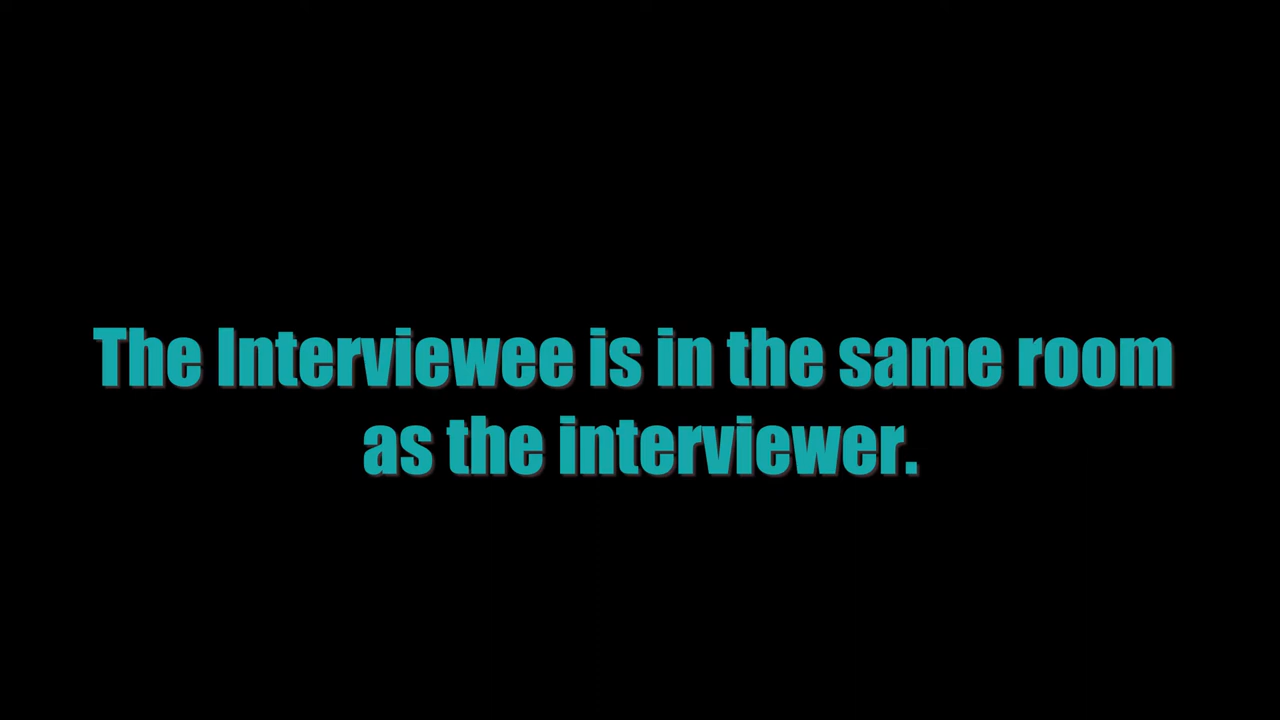 The Interviewee is in the same room
as the interviewer.